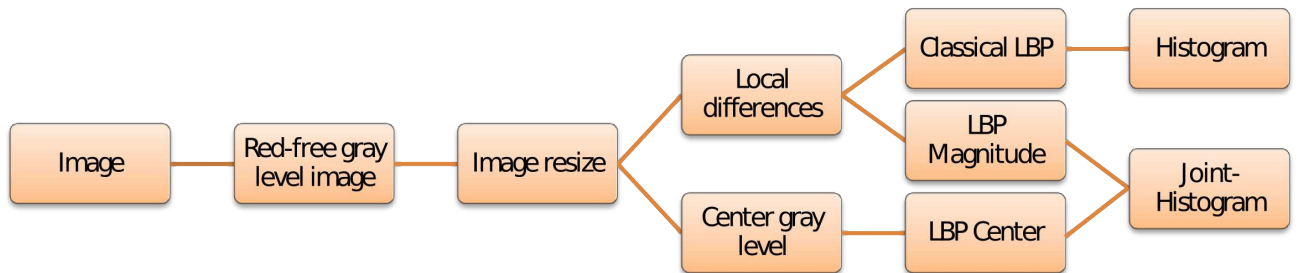 Image
Red-free gray
level image
Image resize
Local
differences
Center gray
level
Classical LBP
LBP
Magnitude
LBP Center
Histogram
Joint-
Histogram